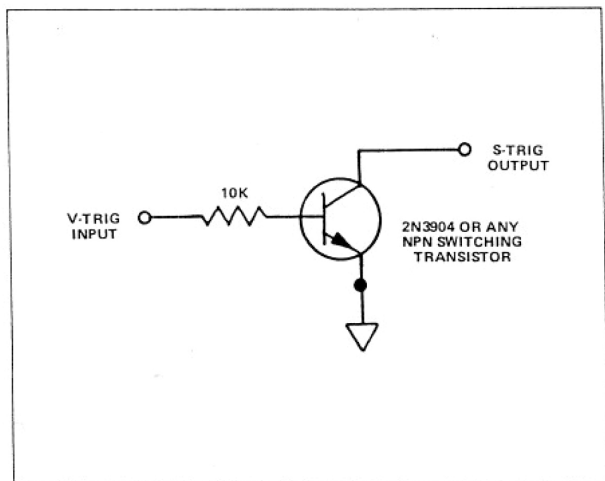 10K
V-TRIG
INPUT
S-TRIG
OUTPUT
2N3904 OR ANY
NPN SWITCHING
TRANSISTOR